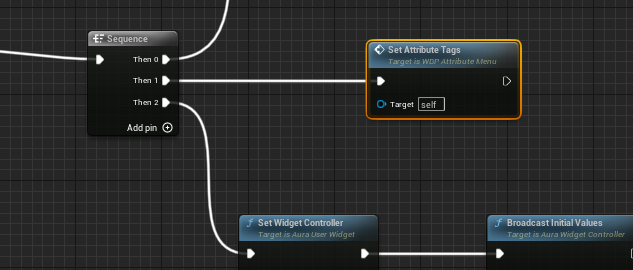 Sequence
Then 0
Then 1
Then 2
Add pin
Set Attribute Tags
Target is WBP Attribute Menu
Target self
Set Widget Controller
Target is Aura User Widget
Broadcast Initial Values
Target is Aura Widget Controller